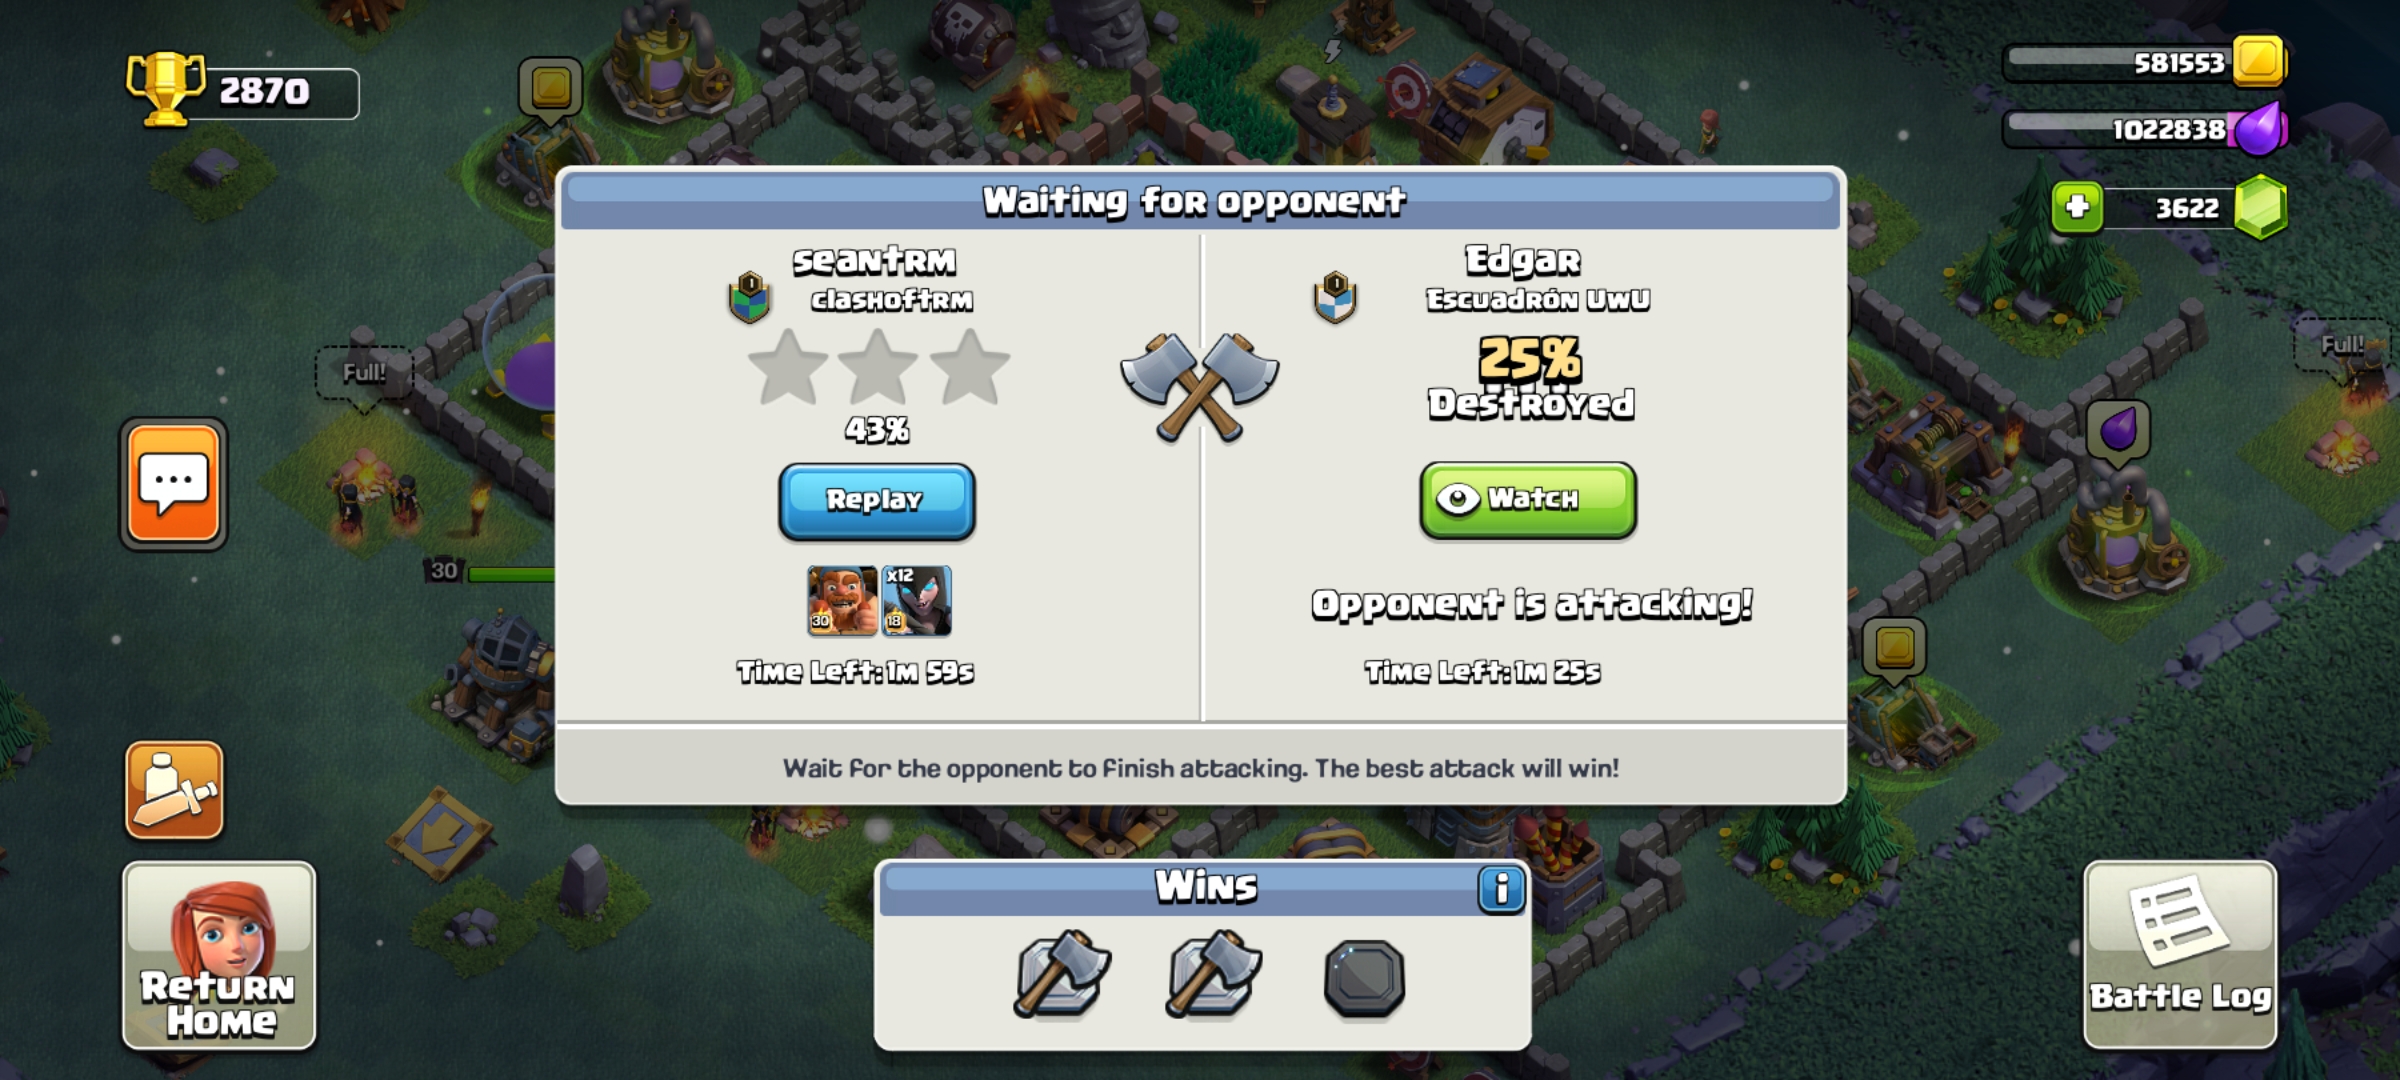 2870
581553
1022838
3622
Waiting for opponent
seantrm
clashoftrm
43%
Replay
30
x12
18
Time Left:1m 59s
Edgar
Escuadrón UwU
25%
Destroyed
Watch
Opponent is attacking!
Time Left:1m 25s
Wait for the opponent to finish attacking. The best attack will win!
Full!
Full!
30
Wins
i
Return
Home
Battle Log